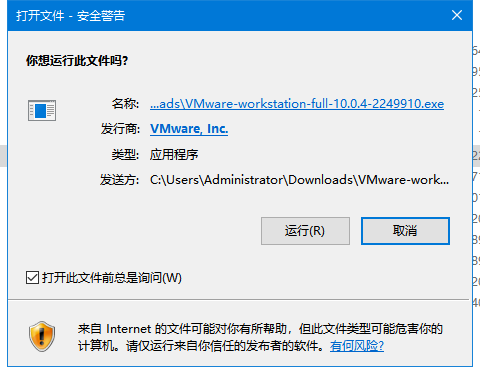 打开文件 - 安全警告
你想运行此文件吗?
名称: ...ads\VMware-workstation-full-10.0.4-2249910.exe
发行商: VMware, Inc.
类型: 应用程序
发送方: C:\Users\Administrator\Downloads\VMware-work...
运行(R) 取消
打开此文件前总是询问(W)
来自 Internet 的文件可能对你有所帮助，但此文件类型可能危害你的
计算机。请仅运行来自你信任的发布者的软件。有何风险?